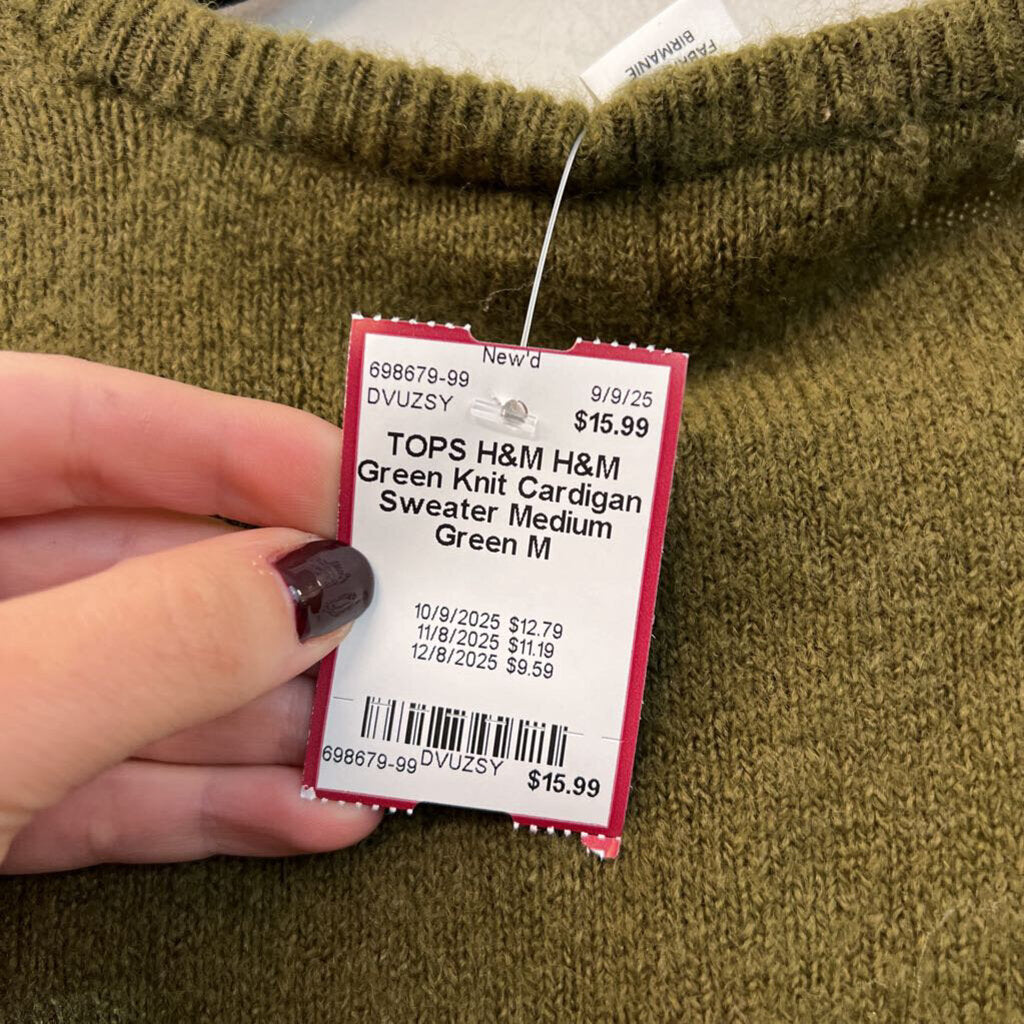 FABR
BIRMANIE
New'd
698679-99
9/9/25
DVUZSY
$15.99
TOPS H&M H&M
Green Knit Cardigan
Sweater Medium
Green M
10/9/2025 $12.79
11/8/2025 $11.19
12/8/2025 $9.59
698679-99 DVUZSY $15.99